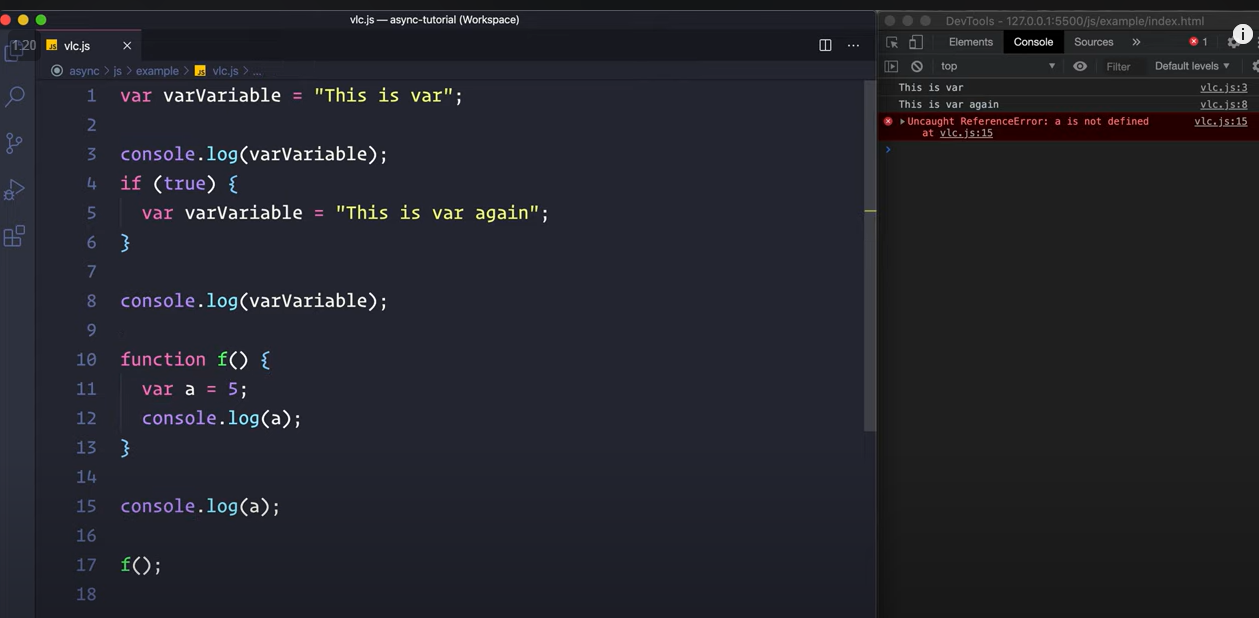 vlc.js — async-tutorial (Workspace)
1:20
JS vlc.js
async > js > example > JS vlc.js > ...
1 var varVariable = "This is var";
2
3 console.log(varVariable);
4 if (true) {
5 var varVariable = "This is var again";
6 }
7
8 console.log(varVariable);
9
10 function f() {
11 var a = 5;
12 console.log(a);
13 }
14
15 console.log(a);
16
17 f();
18
DevTools - 127.0.0.1:5500/js/example/index.html
Elements Console Sources » 1
top Filter Default levels
This is var vlc.js:3
This is var again vlc.js:8
Uncaught ReferenceError: a is not defined vlc.js:15
at vlc.js:15